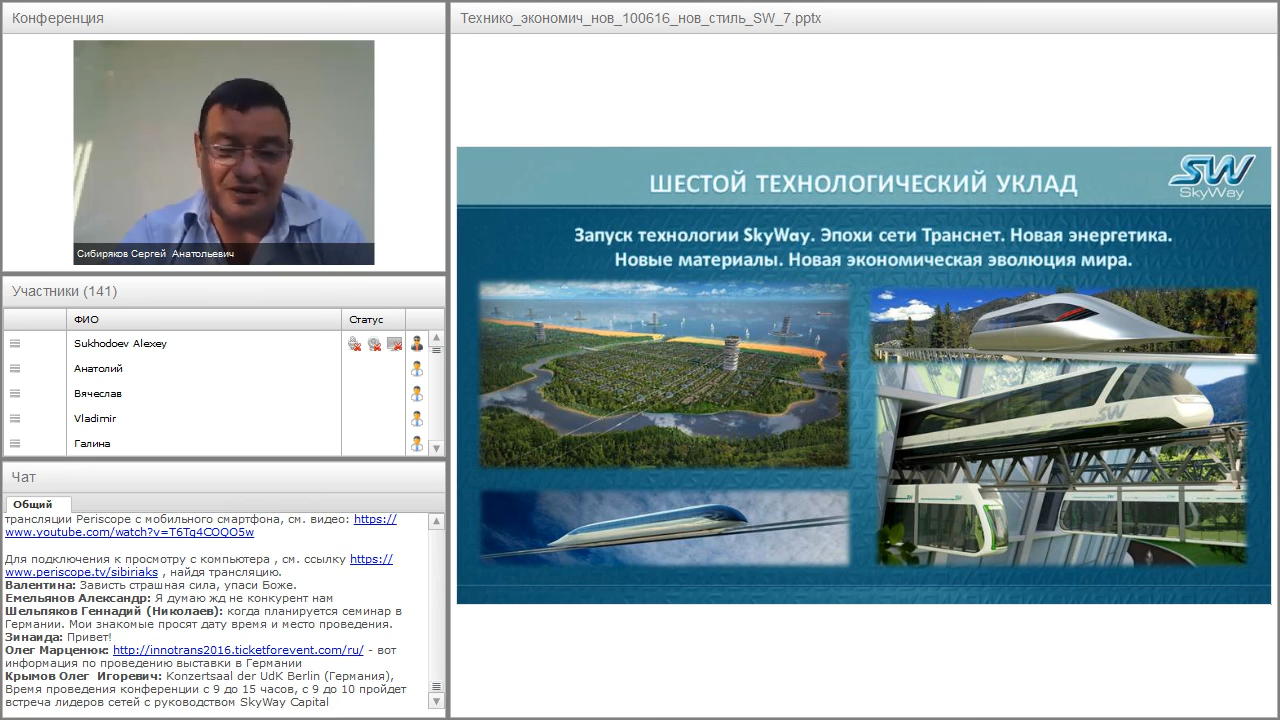 Конференция
Сибиряков Сергей Анатольевич
Участники (141)
ФИО
Статус
Sukhodoev Alexey
Анатолий
Вячеслав
Vladimir
Галина
Чат
Общий
трансляции Periscope с мобильного смартфона, см. видео: https://
www.youtube.com/watch?v=T6Tq4COQO5w
Для подключения к просмотру с компьютера , см. ссылку https://
www.periscope.tv/sibiriaks , найдя трансляцию.
Валентина: Зависть страшная сила, упаси Боже.
Емельянов Александр: Я думаю жд не конкурент нам
Шельпяков Геннадий (Николаев): когда планируется семинар в
Германии. Мои знакомые просят дату время и место проведения.
Зинаида: Привет!
Олег Марценюк: http://innotrans2016.ticketforevent.com/ru/ - вот
информация по проведению выставки в Германии
Крымов Олег Игоревич: Konzertsaal der UdK Berlin (Германия),
Время проведения конференции с 9 до 15 часов, с 9 до 10 пройдет
встреча лидеров сетей с руководством SkyWay Capital
Технико_экономич_нов_100616_нов_стиль_SW_7.pptx
ШЕСТОЙ ТЕХНОЛОГИЧЕСКИЙ УКЛАД
SW
SkyWay
Запуск технологии SkyWay. Эпохи сети Транснет. Новая энергетика.
Новые материалы. Новая экономическая эволюция мира.
SW